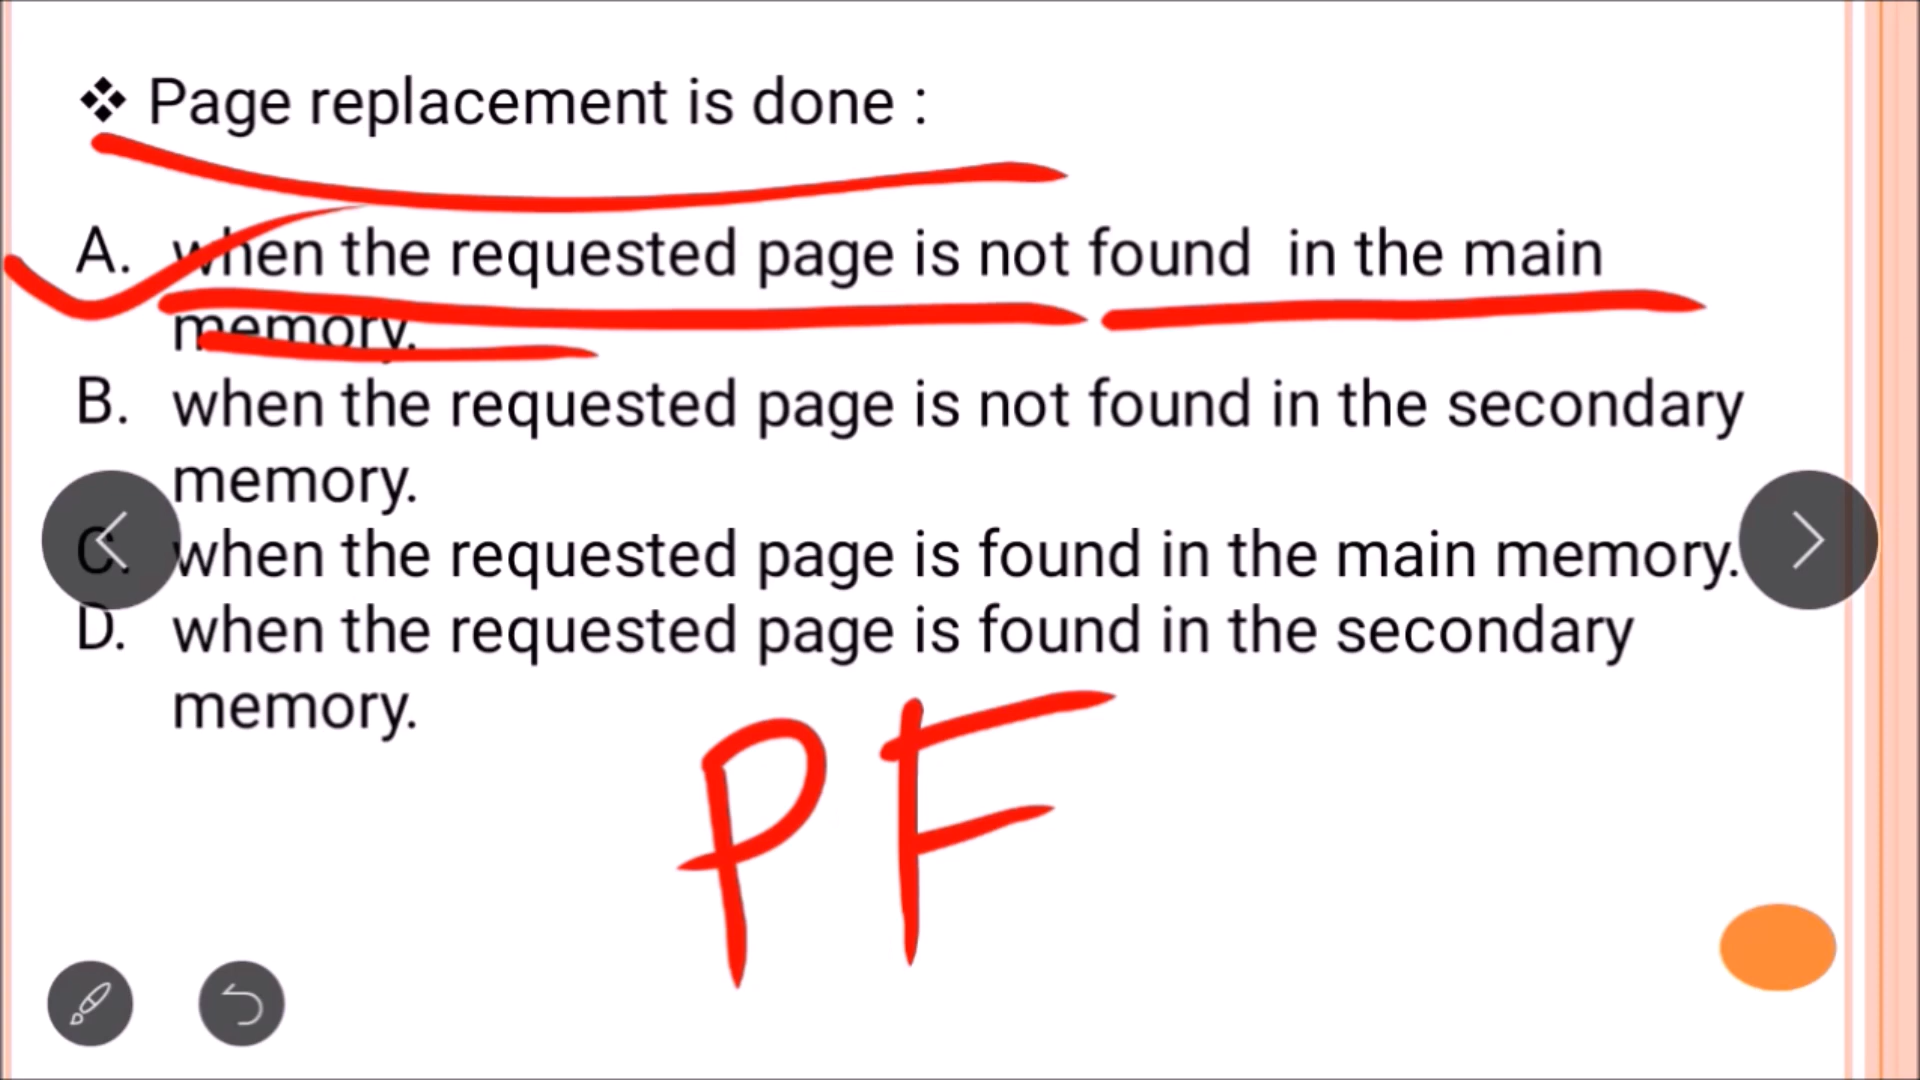 ❖ Page replacement is done :
A. when the requested page is not found in the main
memory.
B. when the requested page is not found in the secondary
memory.
C. when the requested page is found in the main memory.
D. when the requested page is found in the secondary
memory.
PF